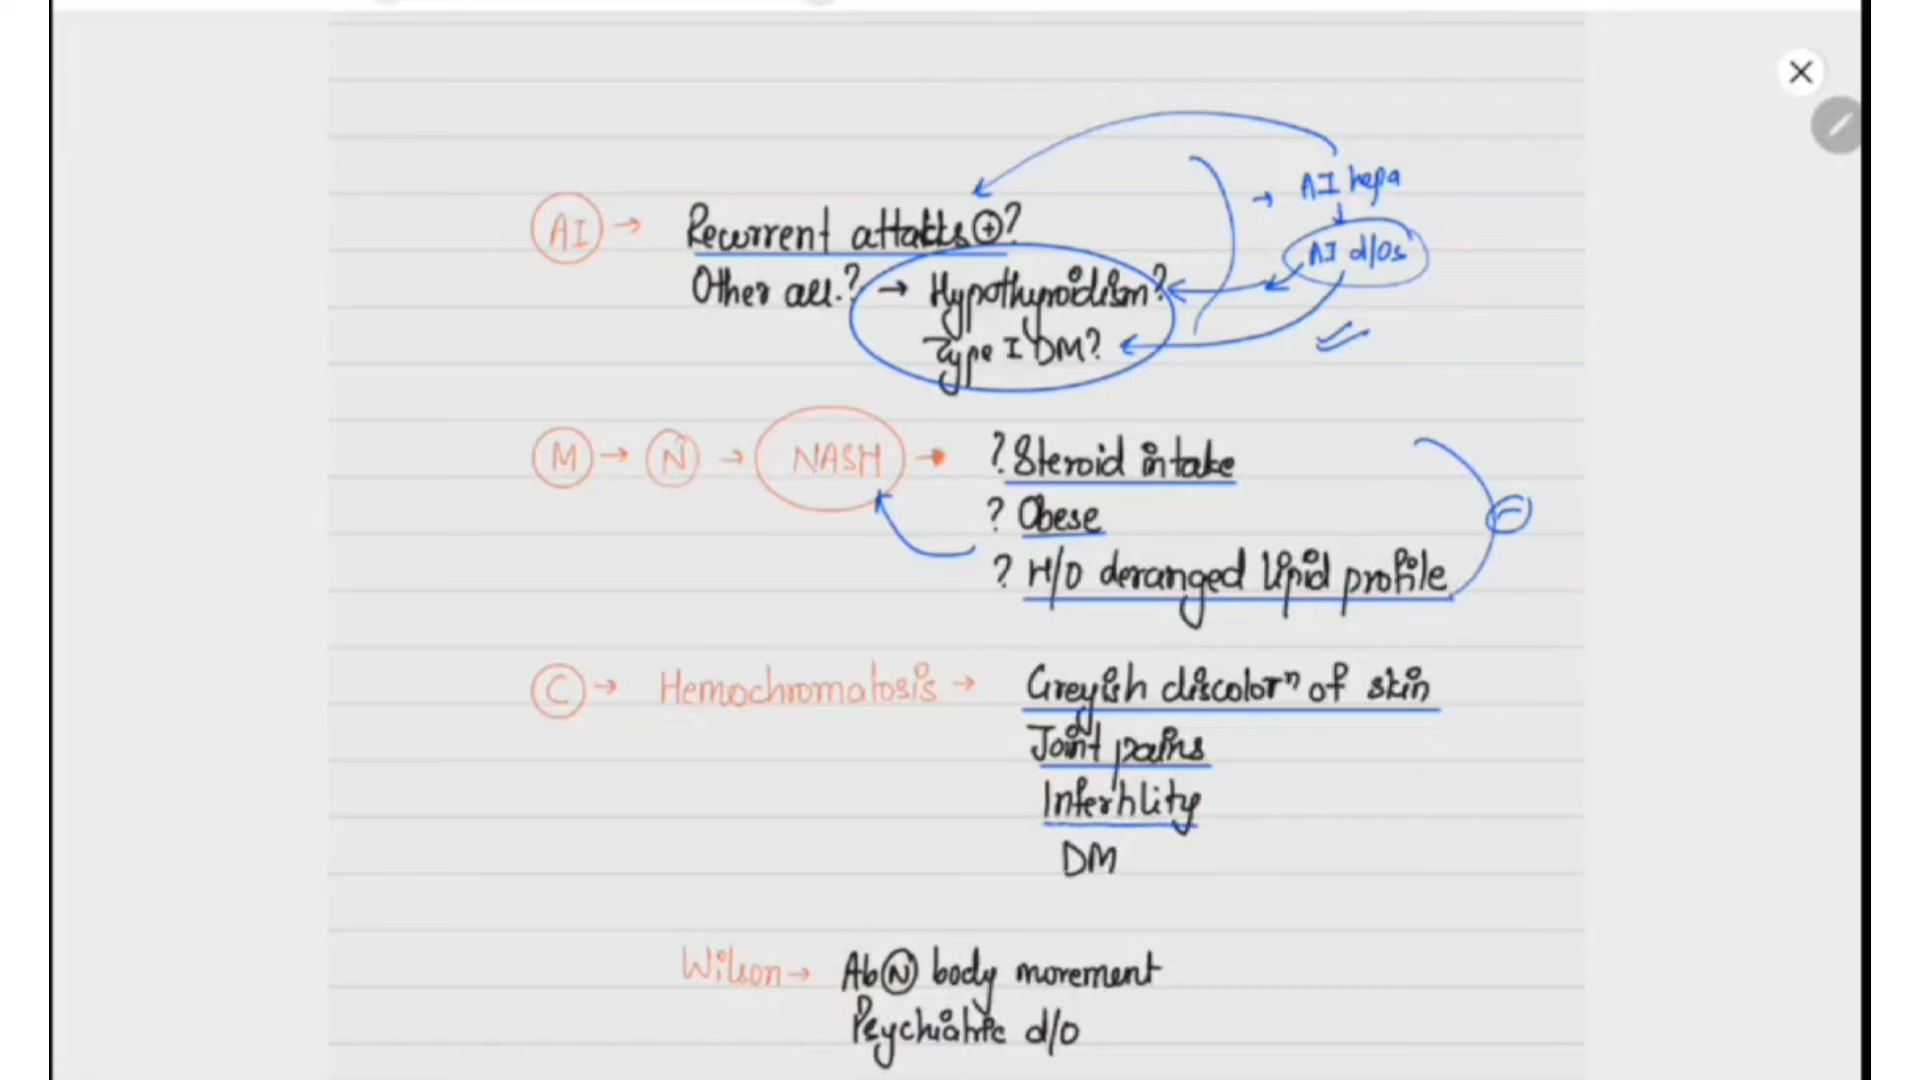 AI hepa
AI → Recurrent attacks ⊕?
AI d/os
Other all.? → Hypothyroidism?
Type I DM?
M → N → NASH → ? Steroid intake
? Obese
? H/O deranged lipid profile
C → Hemochromatosis → Greyish discolorⁿ of skin
Joint pains
Infertility
DM
Wilson → Ab(N) body movement
Psychiatric d/o